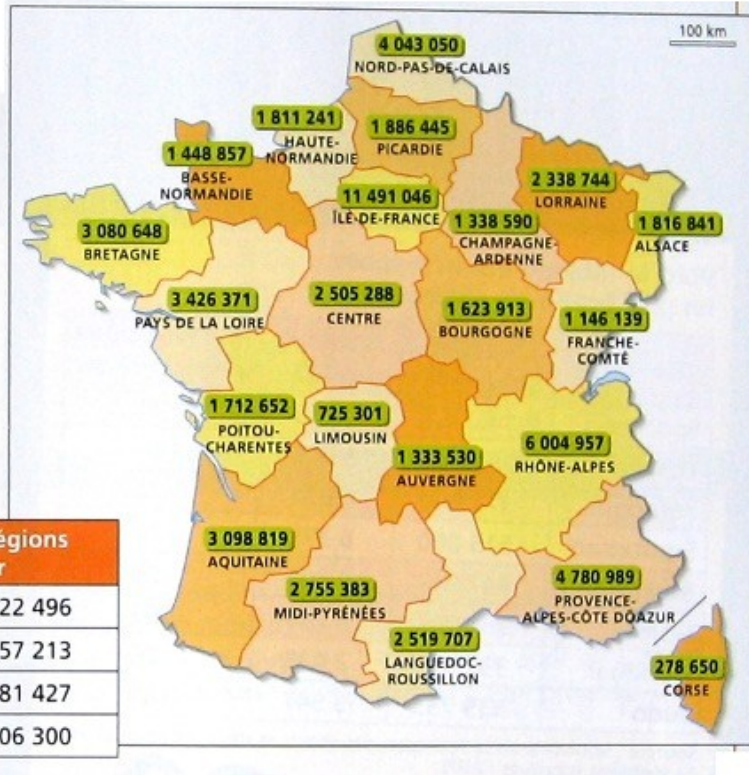 100 km
4 043 050
NORD-PAS-DE-CALAIS
1 811 241
HAUTE-
NORMANDIE
1 886 445
PICARDIE
1 448 857
BASSE-
NORMANDIE
11 491 046
ÎLE-DE-FRANCE
2 338 744
LORRAINE
1 338 590
CHAMPAGNE-
ARDENNE
1 816 841
ALSACE
3 080 648
BRETAGNE
3 426 371
PAYS DE LA LOIRE
2 505 288
CENTRE
1 623 913
BOURGOGNE
1 146 139
FRANCHE-
COMTÉ
1 712 652
POITOU-
CHARENTES
725 301
LIMOUSIN
1 333 530
AUVERGNE
6 004 957
RHÔNE-ALPES
3 098 819
AQUITAINE
2 755 383
MIDI-PYRÉNÉES
4 780 989
PROVENCE-
ALPES-CÔTE DÔAZUR
2 519 707
LANGUEDOC-
ROUSSILLON
278 650
CORSE
égions
r
22 496
57 213
81 427
06 300